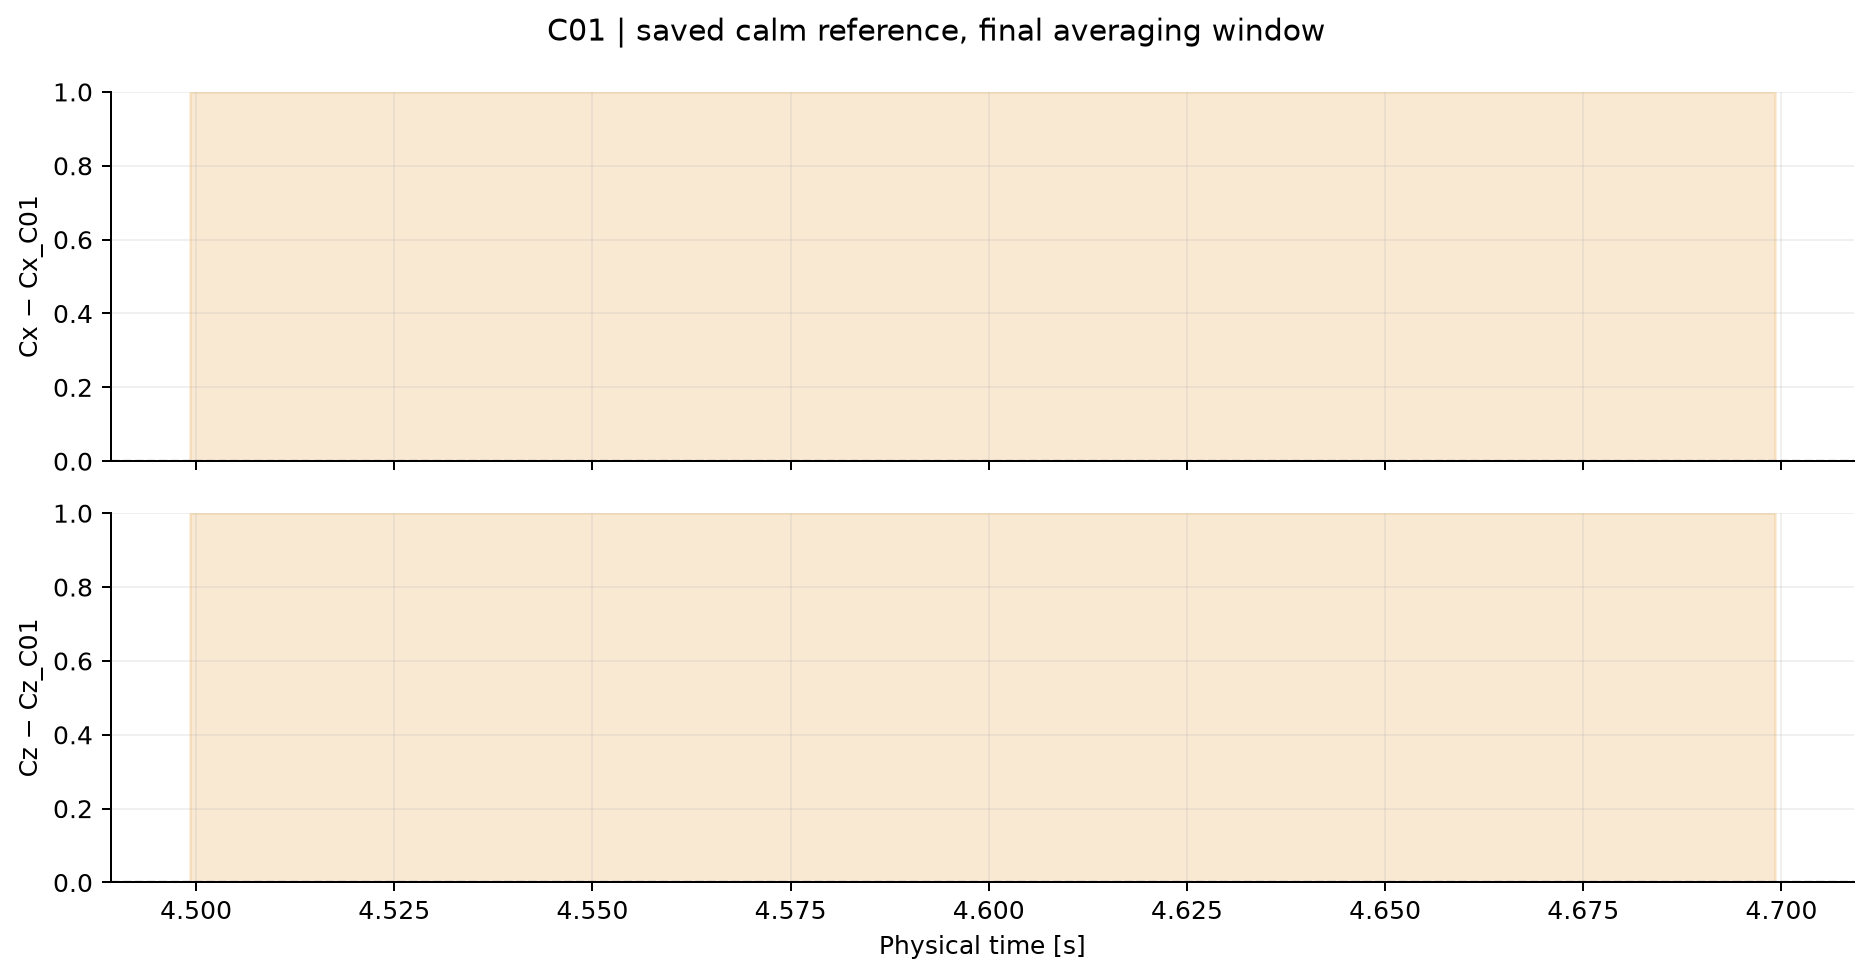 C01 | saved calm reference, final averaging window
Cx − Cx_C01
1.0
0.8
0.6
0.4
0.2
0.0
Cz − Cz_C01
1.0
0.8
0.6
0.4
0.2
0.0
4.500 4.525 4.550 4.575 4.600 4.625 4.650 4.675 4.700
Physical time [s]